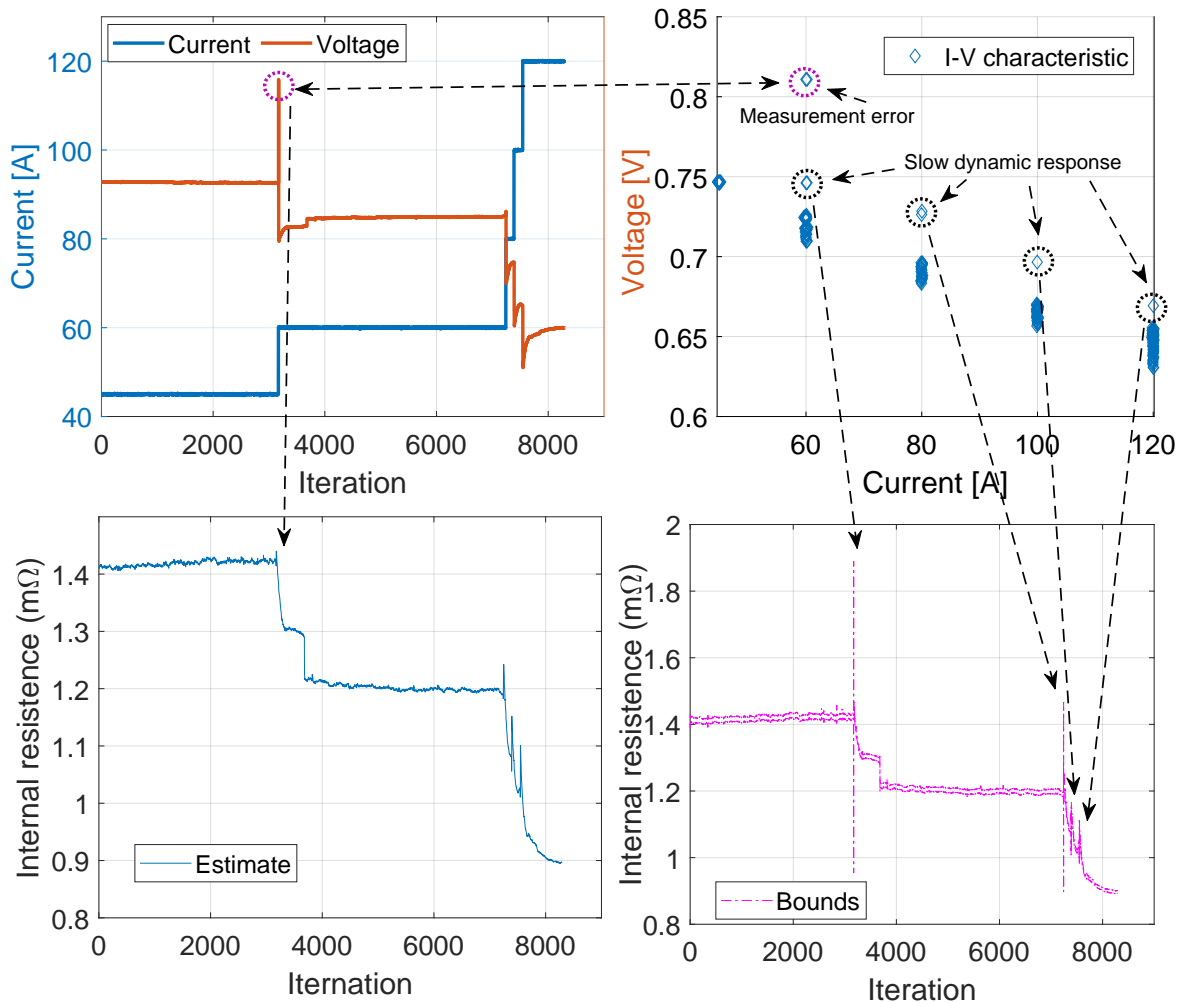 Current Voltage
120
100
80
60
40
Current [A]
0 2000 4000 6000 8000
Iteration
0.85
0.8
0.75
0.7
0.65
0.6
Voltage [V]
I-V characteristic
Measurement error
Slow dynamic response
60 80 100 120
Current [A]
1.4
1.3
1.2
1.1
1
0.9
0.8
Internal resistence (mΩ)
Estimate
0 2000 4000 6000 8000
Iternation
2
1.8
1.6
1.4
1.2
1
0.8
Internal resistence (mΩ)
Bounds
0 2000 4000 6000 8000
Iteration